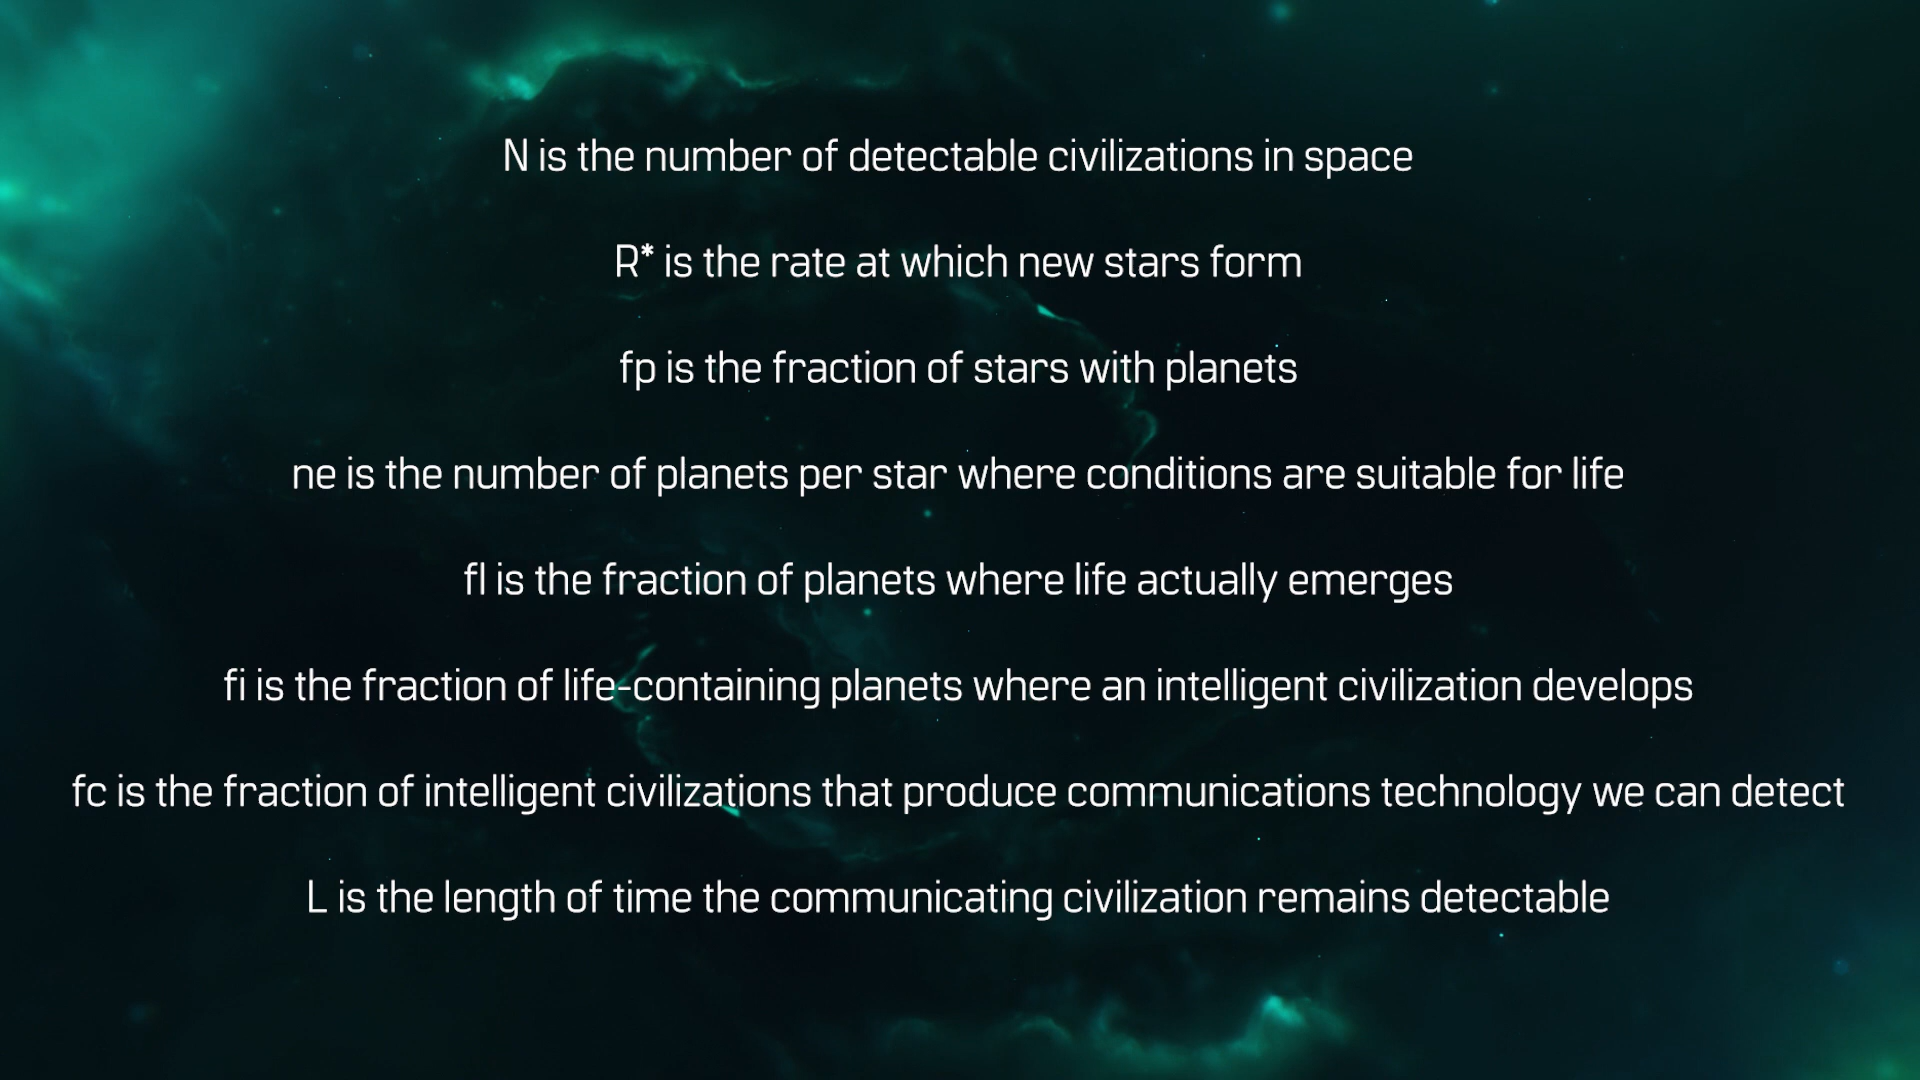 N is the number of detectable civilizations in space
R* is the rate at which new stars form
fp is the fraction of stars with planets
ne is the number of planets per star where conditions are suitable for life
fl is the fraction of planets where life actually emerges
fi is the fraction of life-containing planets where an intelligent civilization develops
fc is the fraction of intelligent civilizations that produce communications technology we can detect
L is the length of time the communicating civilization remains detectable